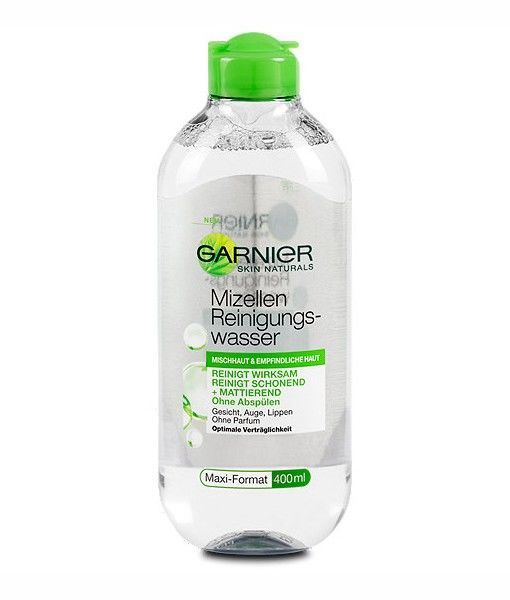 NEU
GARNIER
SKIN NATURALS
Mizellen
Reinigungs-
wasser
MISCHHAUT & EMPFINDLICHE HAUT
REINIGT WIRKSAM
REINIGT SCHONEND
+ MATTIEREND
Ohne Abspülen
Gesicht, Auge, Lippen
Ohne Parfum
Optimale Verträglichkeit
Maxi-Format 400ml